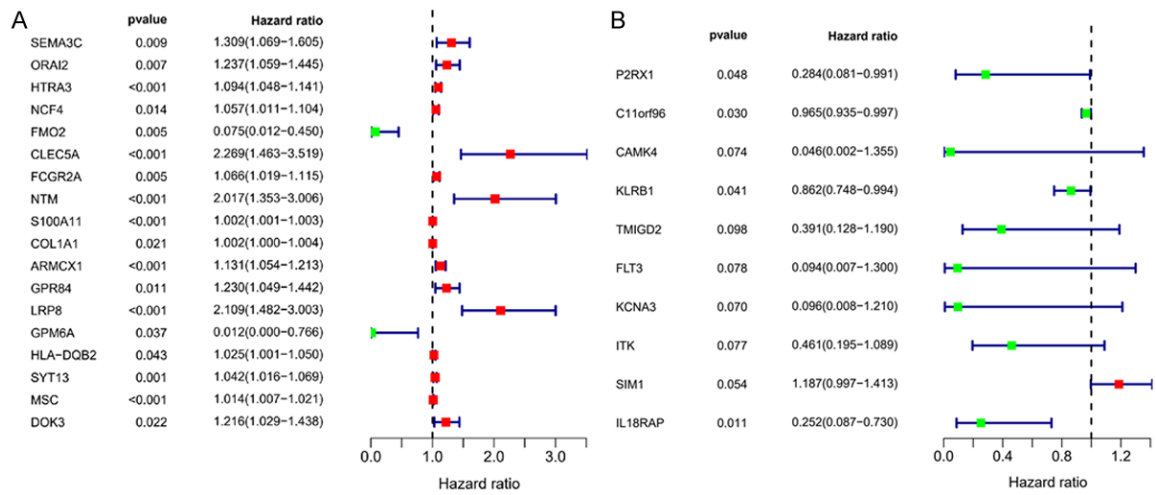 A
pvalue Hazard ratio
SEMA3C 0.009 1.309(1.069−1.605)
ORAI2 0.007 1.237(1.059−1.445)
HTRA3 <0.001 1.094(1.048−1.141)
NCF4 0.014 1.057(1.011−1.104)
FMO2 0.005 0.075(0.012−0.450)
CLEC5A <0.001 2.269(1.463−3.519)
FCGR2A 0.005 1.066(1.019−1.115)
NTM <0.001 2.017(1.353−3.006)
S100A11 <0.001 1.002(1.001−1.003)
COL1A1 0.021 1.002(1.000−1.004)
ARMCX1 <0.001 1.131(1.054−1.213)
GPR84 0.011 1.230(1.049−1.442)
LRP8 <0.001 2.109(1.482−3.003)
GPM6A 0.037 0.012(0.000−0.766)
HLA−DQB2 0.043 1.025(1.001−1.050)
SYT13 0.001 1.042(1.016−1.069)
MSC <0.001 1.014(1.007−1.021)
DOK3 0.022 1.216(1.029−1.438)
0.0 1.0 2.0 3.0
Hazard ratio
B
pvalue Hazard ratio
P2RX1 0.048 0.284(0.081−0.991)
C11orf96 0.030 0.965(0.935−0.997)
CAMK4 0.074 0.046(0.002−1.355)
KLRB1 0.041 0.862(0.748−0.994)
TMIGD2 0.098 0.391(0.128−1.190)
FLT3 0.078 0.094(0.007−1.300)
KCNA3 0.070 0.096(0.008−1.210)
ITK 0.077 0.461(0.195−1.089)
SIM1 0.054 1.187(0.997−1.413)
IL18RAP 0.011 0.252(0.087−0.730)
0.0 0.4 0.8 1.2
Hazard ratio